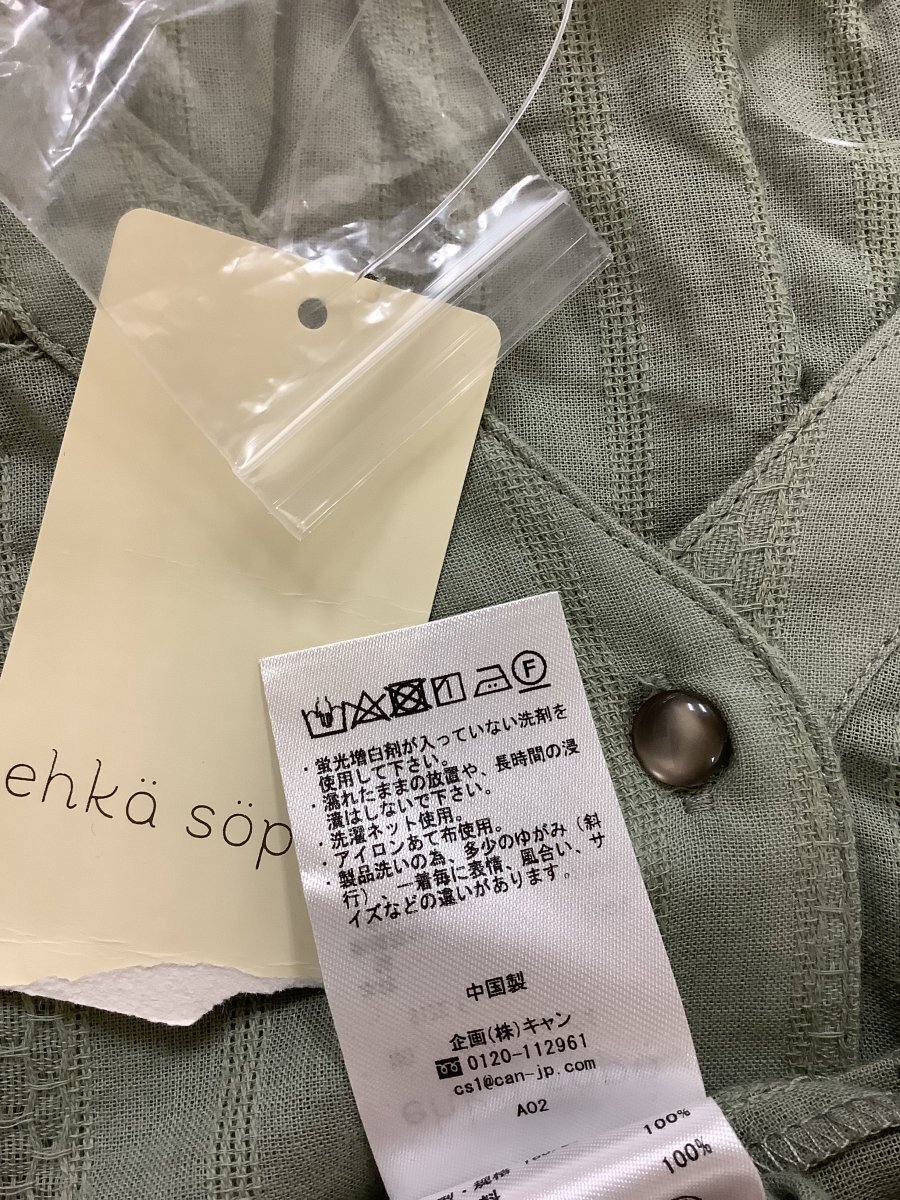 ehkä söp
F
・蛍光増白剤が入っていない洗剤を
使用して下さい。
・濡れたままの放置や、長時間の浸
漬はしないで下さい。
・洗濯ネット使用。
・アイロンあて布使用。
・製品洗いの為、多少のゆがみ（斜
行）、一着毎に表情、風合い、サ
イズなどの違いがあります。
中国製
企画(株)キャン
0120-112961
cs1@can-jp.com
A02
100%
型・規格
100%
料